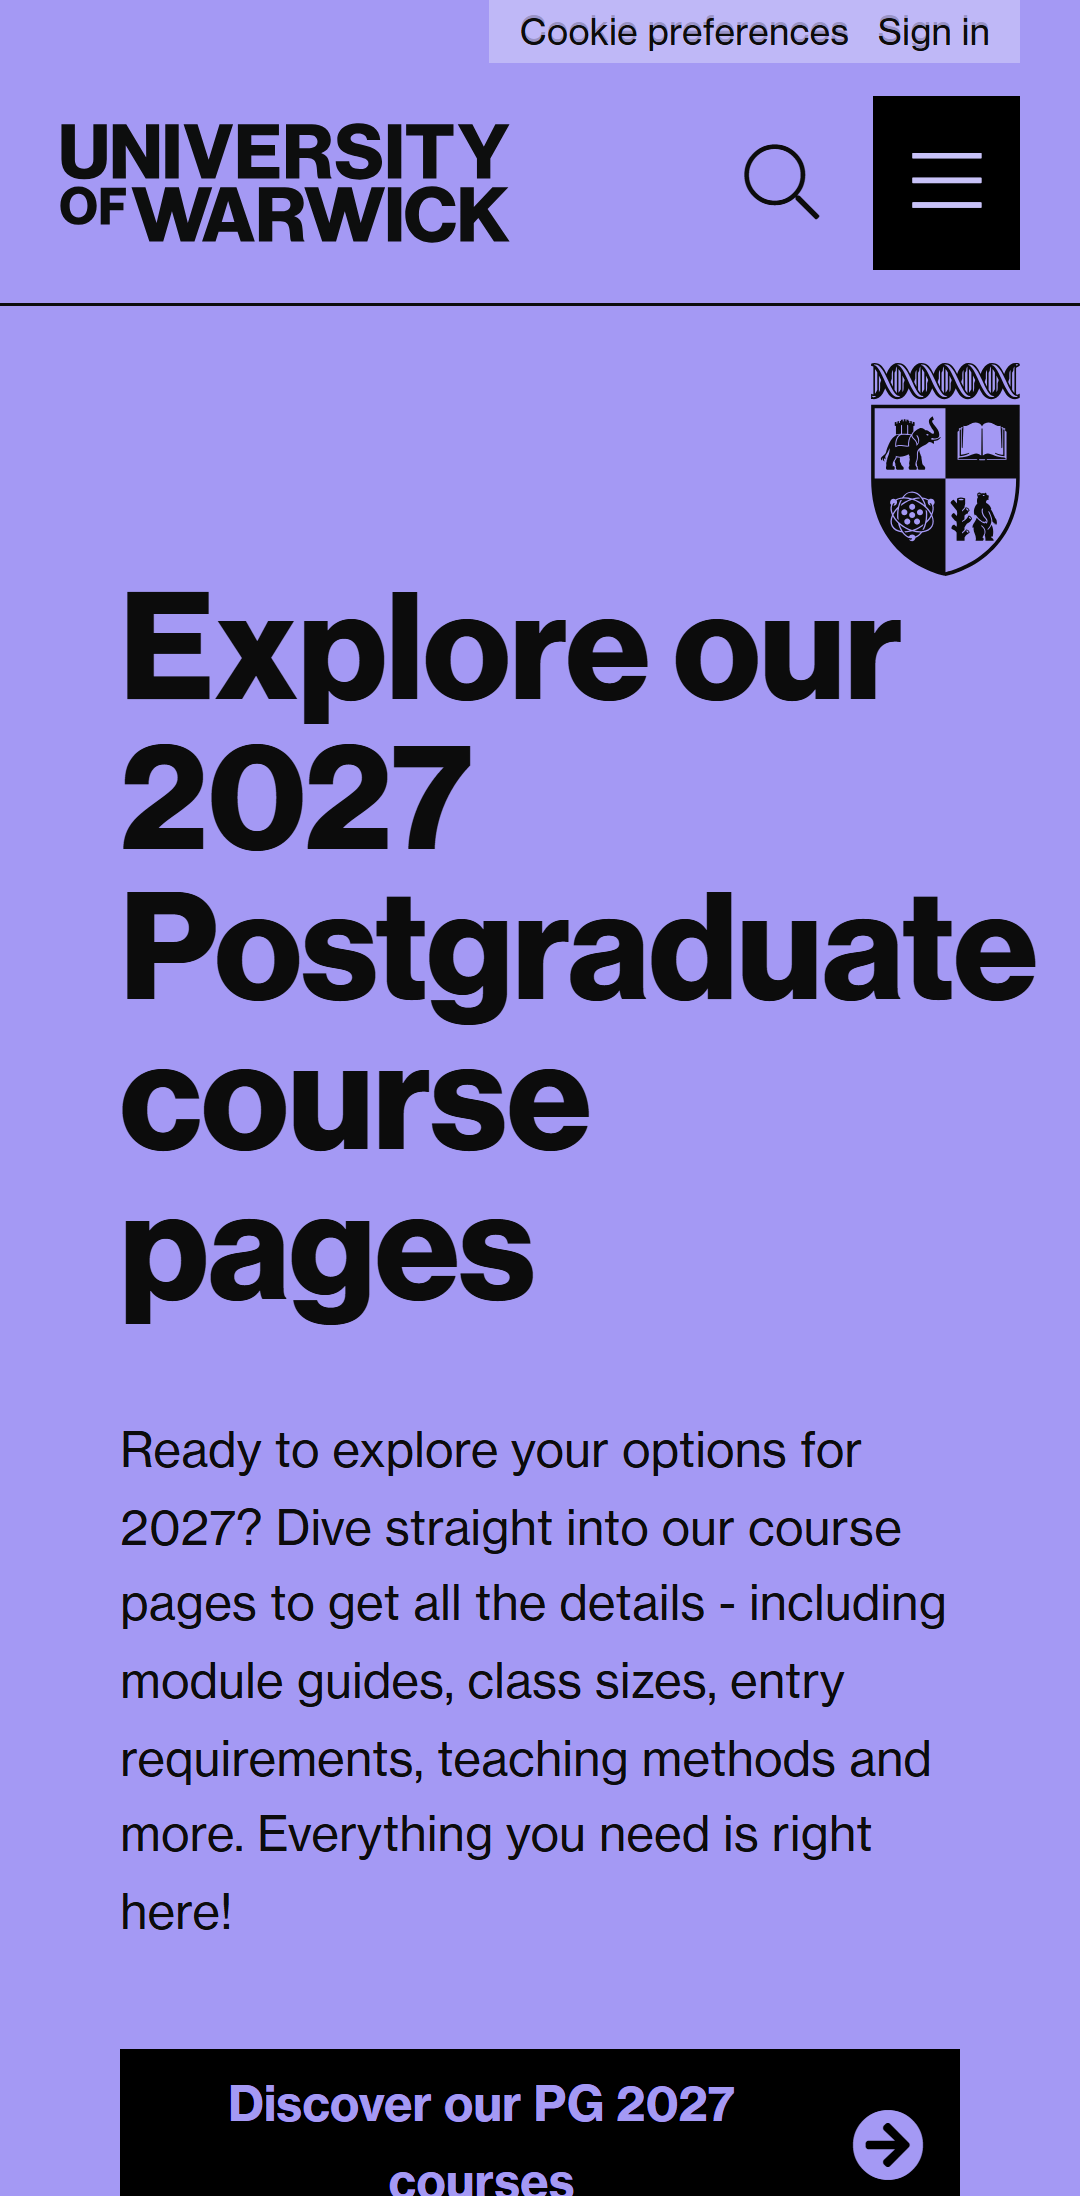 Cookie preferences Sign in
UNIVERSITY
OF WARWICK
Explore our
2027
Postgraduate
course
pages
Ready to explore your options for
2027? Dive straight into our course
pages to get all the details - including
module guides, class sizes, entry
requirements, teaching methods and
more. Everything you need is right
here!
Discover our PG 2027
courses